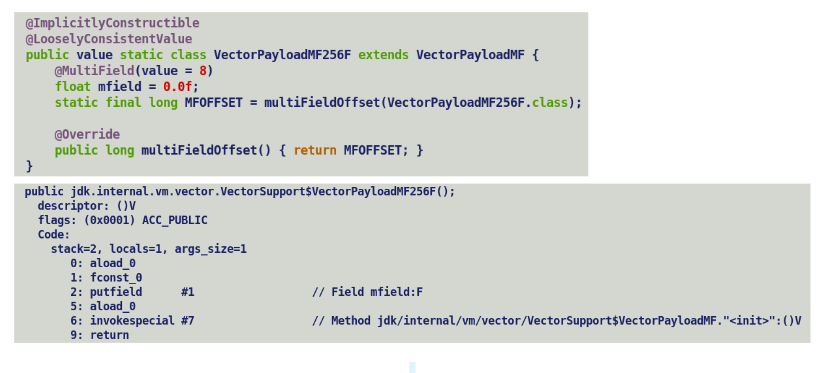 @ImplicitlyConstructible
@LooselyConsistentValue
public value static class VectorPayloadMF256F extends VectorPayloadMF {
    @MultiField(value = 8)
    float mfield = 0.0f;
    static final long MFOFFSET = multiFieldOffset(VectorPayloadMF256F.class);

    @Override
    public long multiFieldOffset() { return MFOFFSET; }
}
public jdk.internal.vm.vector.VectorSupport$VectorPayloadMF256F();
  descriptor: ()V
  flags: (0x0001) ACC_PUBLIC
  Code:
    stack=2, locals=1, args_size=1
       0: aload_0
       1: fconst_0
       2: putfield      #1                  // Field mfield:F
       5: aload_0
       6: invokespecial #7                  // Method jdk/internal/vm/vector/VectorSupport$VectorPayloadMF."<init>":()V
       9: return